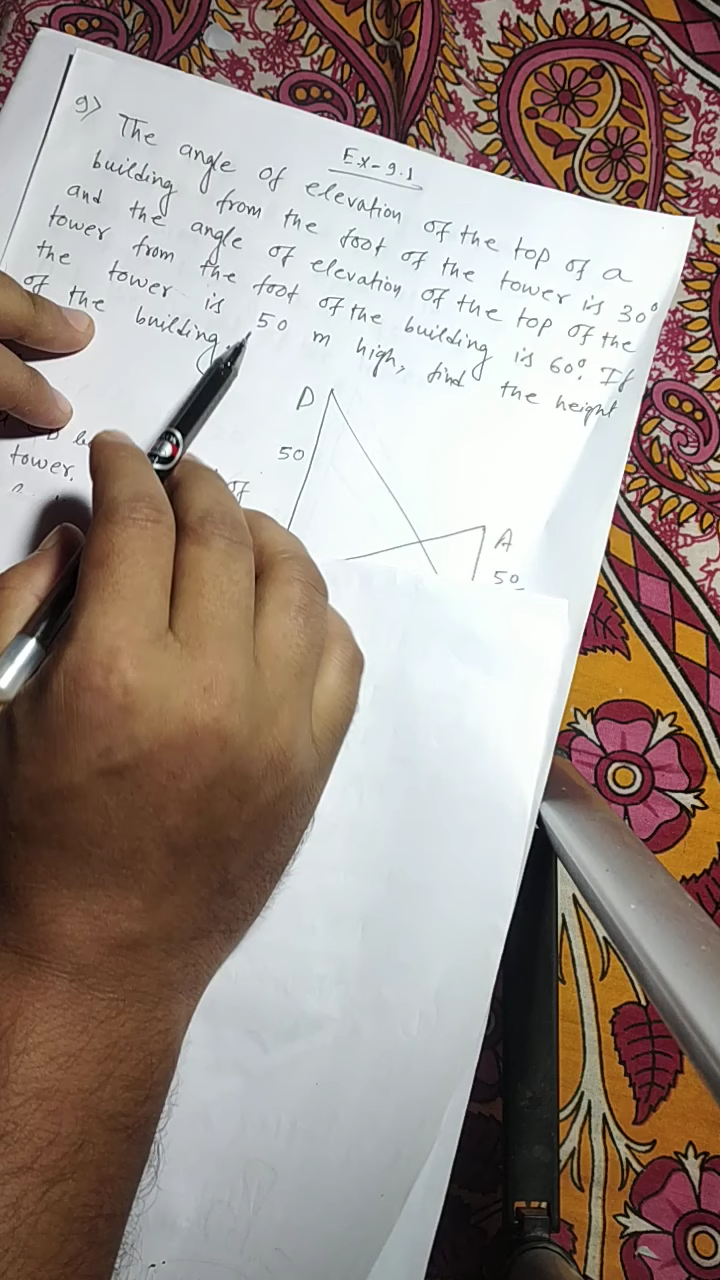 Ex-9.1
9> The angle of elevation of the top of a
building from the foot of the tower is 30°
and the angle of elevation of the top of the
tower from the foot of the building is 60°. If
the tower is 50 m high, find the height
of the building.
D
50
A
50
tower.
of